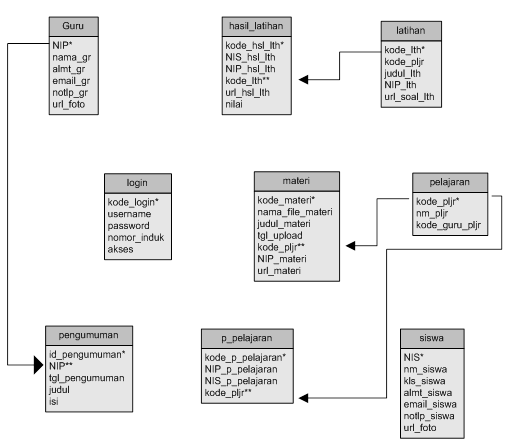 Guru
NIP*
nama_gr
almt_gr
email_gr
notlp_gr
url_foto
hasil_latihan
kode_hsl_lth*
NIS_hsl_lth
NIP_hsl_lth
kode_lth**
url_hsl_lth
nilai
latihan
kode_lth*
kode_pljr
judul_lth
NIP_lth
url_soal_lth
login
kode_login*
username
password
nomor_induk
akses
materi
kode_materi*
nama_file_materi
judul_materi
tgl_upload
kode_pljr**
NIP_materi
url_materi
pelajaran
kode_pljr*
nm_pljr
kode_guru_pljr
pengumuman
id_pengumuman*
NIP**
tgl_pengumuman
judul
isi
p_pelajaran
kode_p_pelajaran*
NIP_p_pelajaran
NIS_p_pelajaran
kode_pljr**
siswa
NIS*
nm_siswa
kls_siswa
almt_siswa
email_siswa
notlp_siswa
url_foto